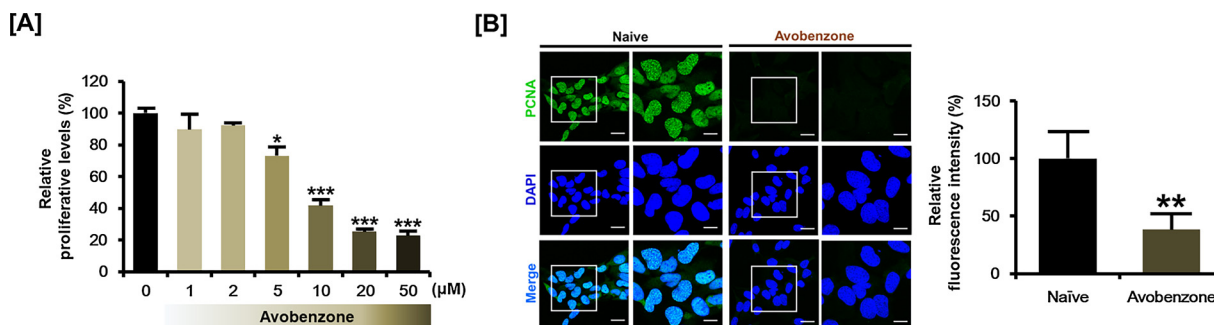 [A]
Relative
proliferative levels (%)
120
100
80
60
40
20
0
*
***
***
***
0 1 2 5 10 20 50 (μM)
Avobenzone
[B]
Naive Avobenzone
PCNA
DAPI
Merge
Relative
fluorescence intensity (%)
150
100
50
0
**
Naïve Avobenzone